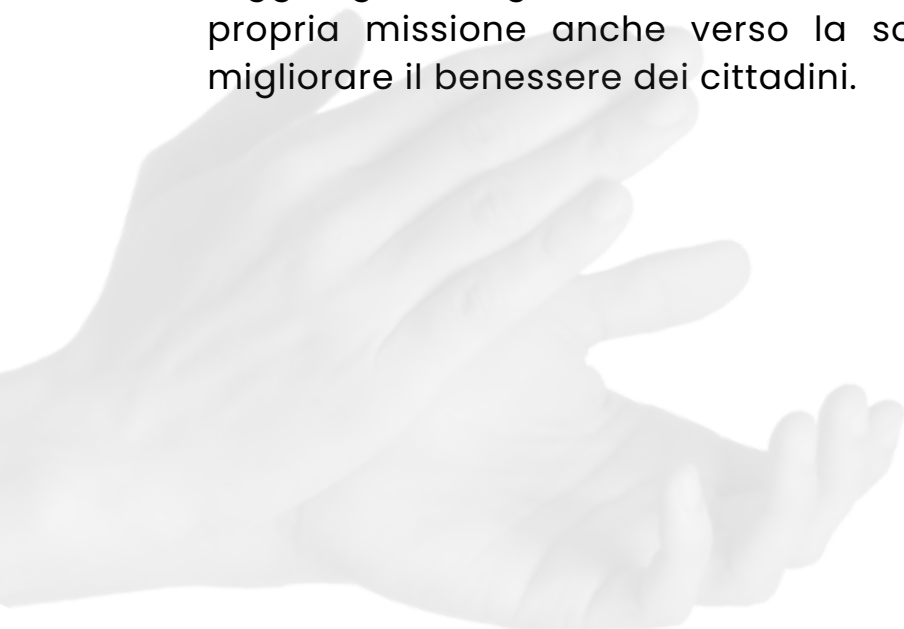 propria missione anche verso la
migliorare il benessere dei cittadini.